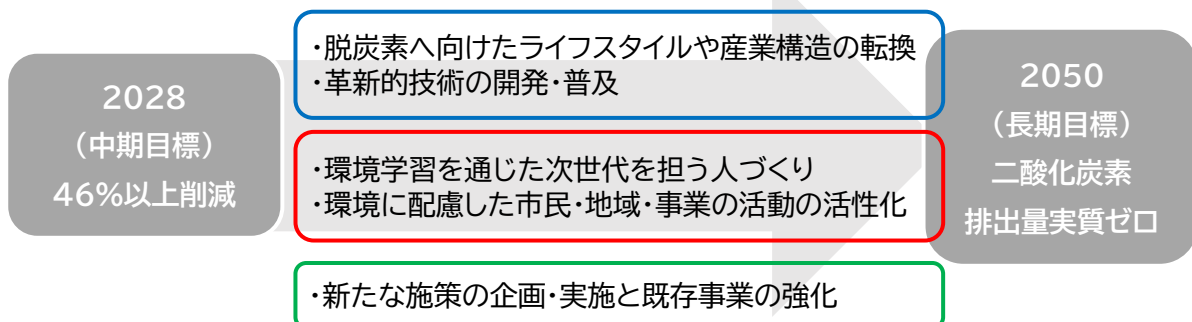 2028
（中期目標）
46％以上削減
・脱炭素へ向けたライフスタイルや産業構造の転換
・革新的技術の開発・普及
・環境学習を通じた次世代を担う人づくり
・環境に配慮した市民・地域・事業の活動の活性化
・新たな施策の企画・実施と既存事業の強化
2050
（長期目標）
二酸化炭素
排出量実質ゼロ